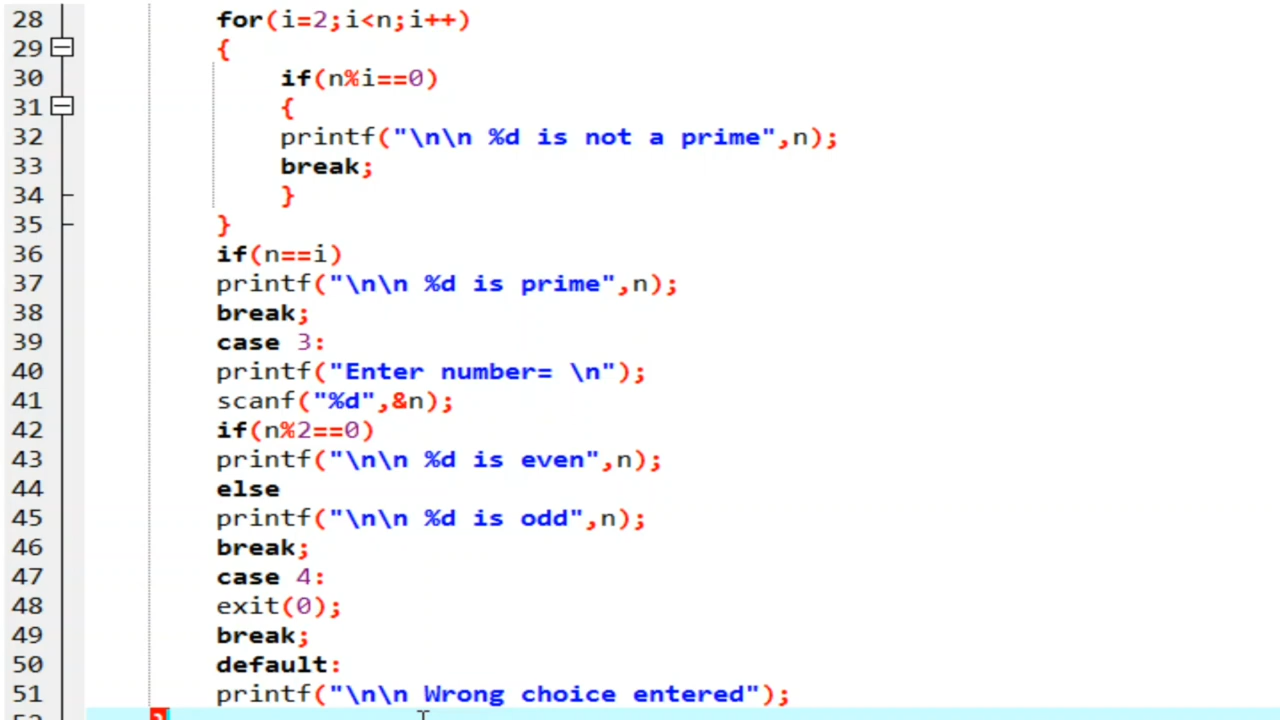 28 for(i=2;i<n;i++)
29 {
30 if(n%i==0)
31 {
32 printf("\n\n %d is not a prime",n);
33 break;
34 }
35 }
36 if(n==i)
37 printf("\n\n %d is prime",n);
38 break;
39 case 3:
40 printf("Enter number= \n");
41 scanf("%d",&n);
42 if(n%2==0)
43 printf("\n\n %d is even",n);
44 else
45 printf("\n\n %d is odd",n);
46 break;
47 case 4:
48 exit(0);
49 break;
50 default:
51 printf("\n\n Wrong choice entered");